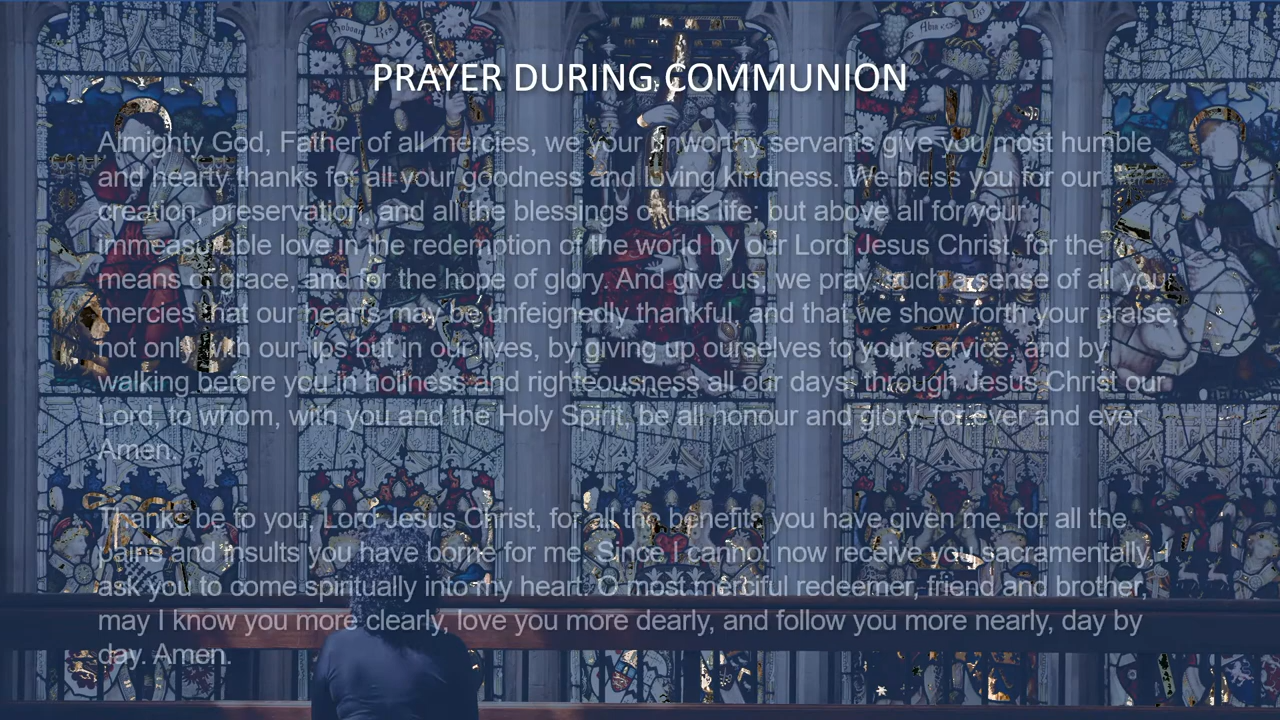 PRAYER DURING COMMUNION
Almighty God, Father of all mercies, we your unworthy servants give you most humble
and hearty thanks for all your goodness and loving kindness. We bless you for our
creation, preservation, and all the blessings of this life; but above all for your
immeasurable love in the redemption of the world by our Lord Jesus Christ, for the
means of grace, and for the hope of glory. And give us, we pray, such a sense of all your
mercies that our hearts may be unfeignedly thankful, and that we show forth your praise,
not only with our lips but in our lives, by giving up ourselves to your service, and by
walking before you in holiness and righteousness all our days; through Jesus Christ our
Lord, to whom, with you and the Holy Spirit, be all honour and glory, for ever and ever.
Amen.
Thanks be to you, Lord Jesus Christ, for all the benefits you have given me, for all the
pains and insults you have borne for me. Since I cannot now receive you sacramentally,
ask you to come spiritually into my heart. O most merciful redeemer, friend and brother,
may I know you more clearly, love you more dearly, and follow you more nearly, day by
day. Amen.